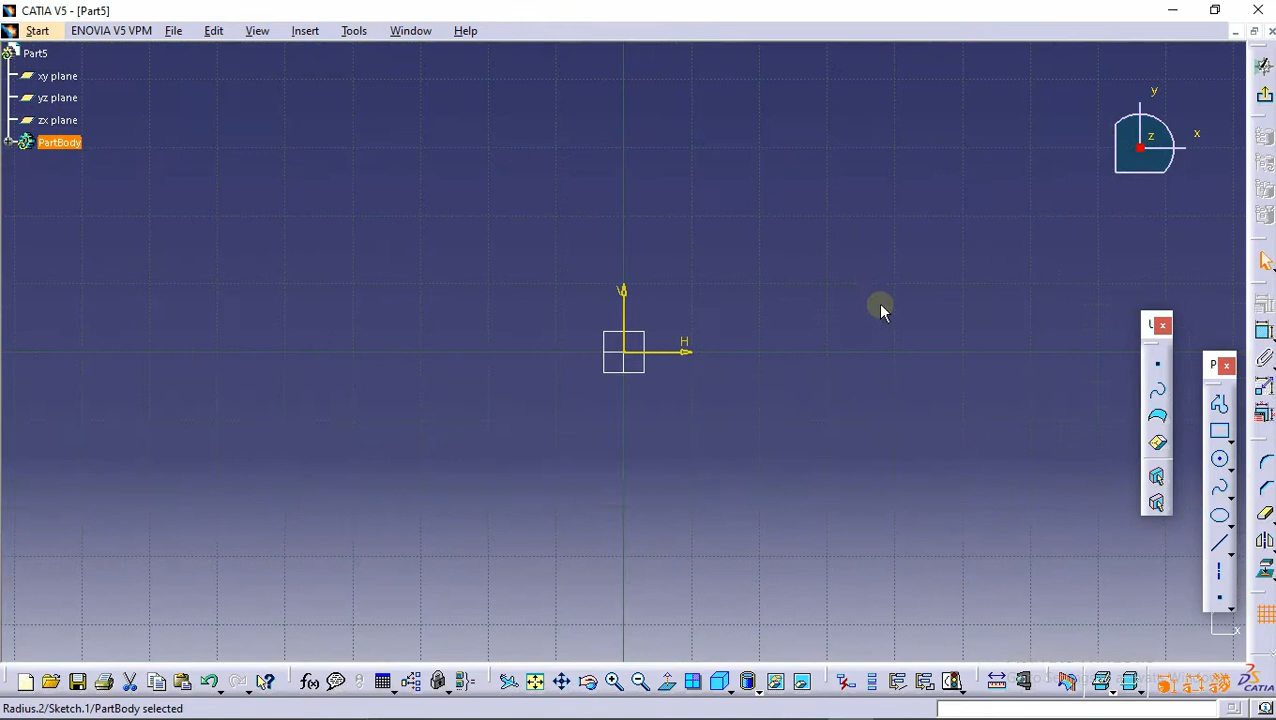 CATIA V5 - [Part5]
Start ENOVIA V5 VPM File Edit View Insert Tools Window Help
Part5
xy plane
yz plane
zx plane
PartBody
y
x
z
V
H
P
x
f(x)
CATIA
Radius.2/Sketch.1/PartBody selected